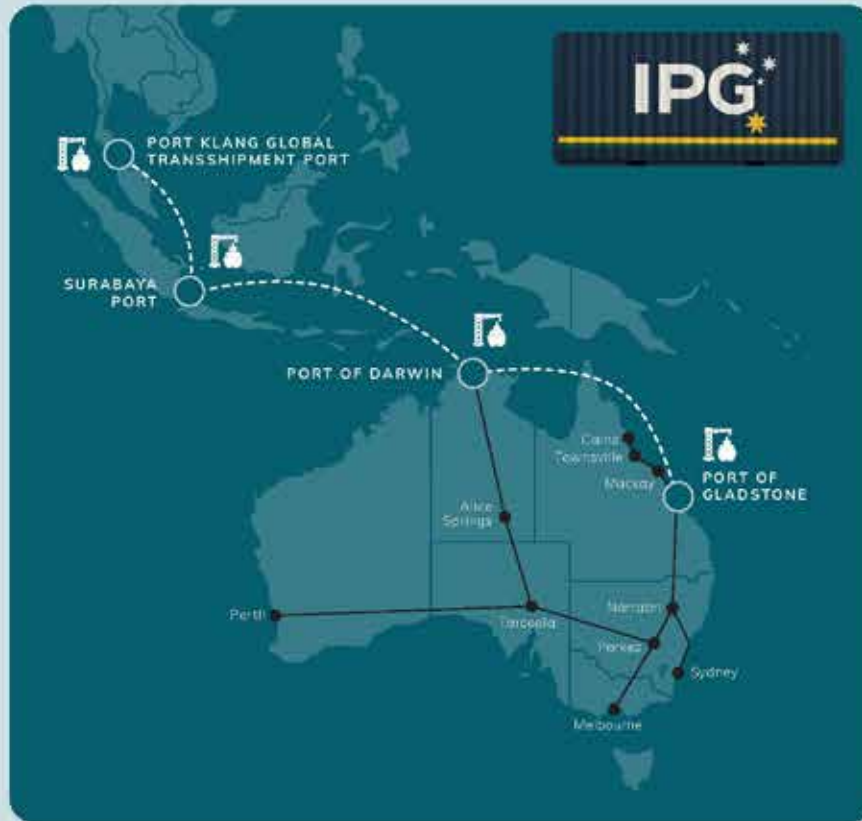 IPG
PORT KLANG GLOBAL
TRANSSHIPMENT PORT
SURABAYA
PORT
PORT OF DARWIN
PORT OF
GLADSTONE
Cairns
Townsville
Mackay
Alice
Springs
Perth
Tarcoola
Narrabri
Parkes
Sydney
Melbourne